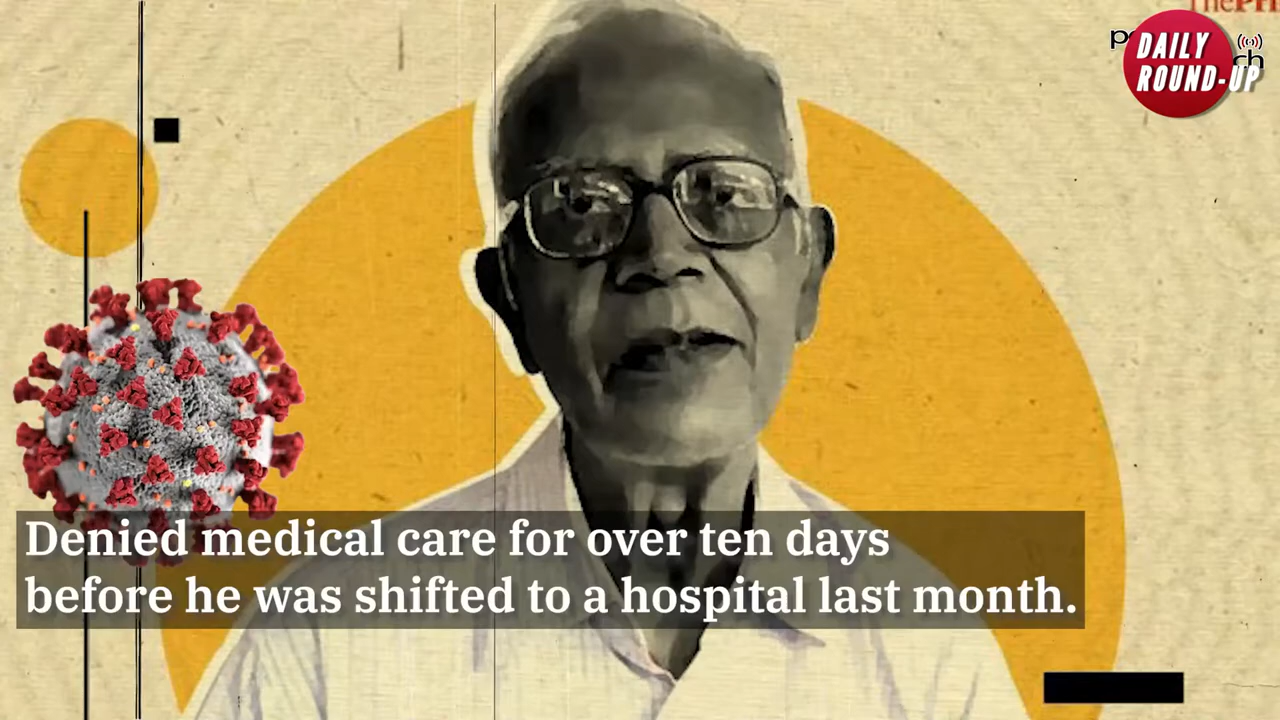 DAILY
ROUND-UP
Denied medical care for over ten days
before he was shifted to a hospital last month.